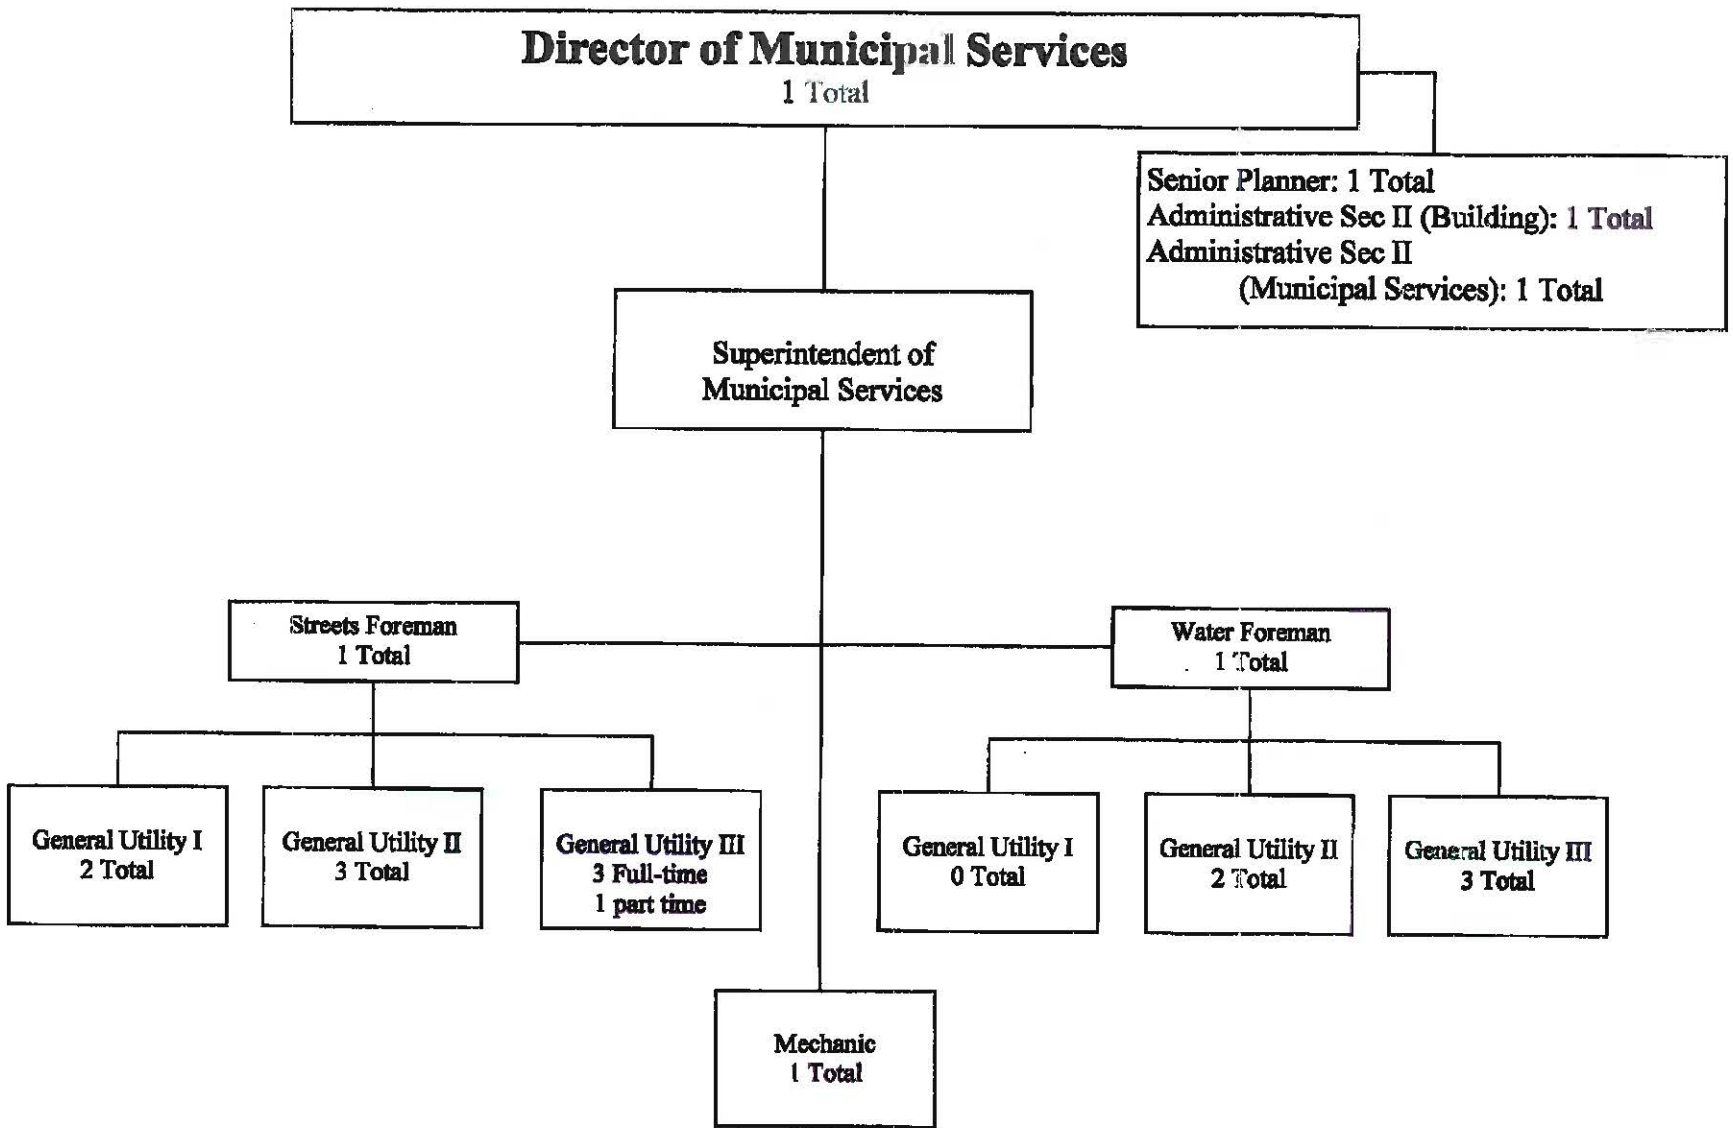 Director of Municipal Services
1 Total
Senior Planner: 1 Total
Administrative Sec II (Building): 1 Total
Administrative Sec II
(Municipal Services): 1 Total
Superintendent of
Municipal Services
Streets Foreman
1 Total
Water Foreman
1 Total
General Utility I
2 Total
General Utility II
3 Total
General Utility III
3 Full-time
1 part time
General Utility I
0 Total
General Utility II
2 Total
General Utility III
3 Total
Mechanic
1 Total